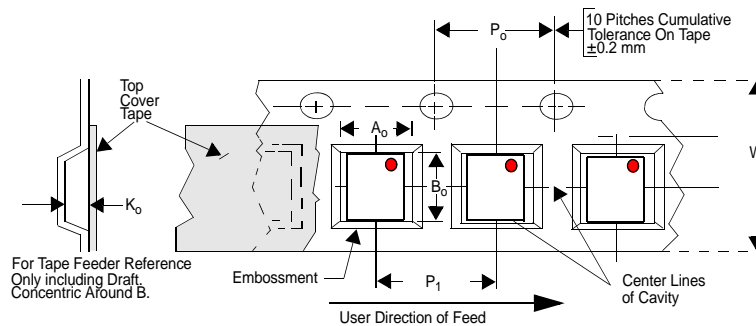 10 Pitches Cumulative
Tolerance On Tape
±0.2 mm
Po
Top
Cover
Tape
Ao
W
Bo
Ko
For Tape Feeder Reference
Only including Draft.
Concentric Around B.
Embossment
P1
Center Lines
of Cavity
User Direction of Feed